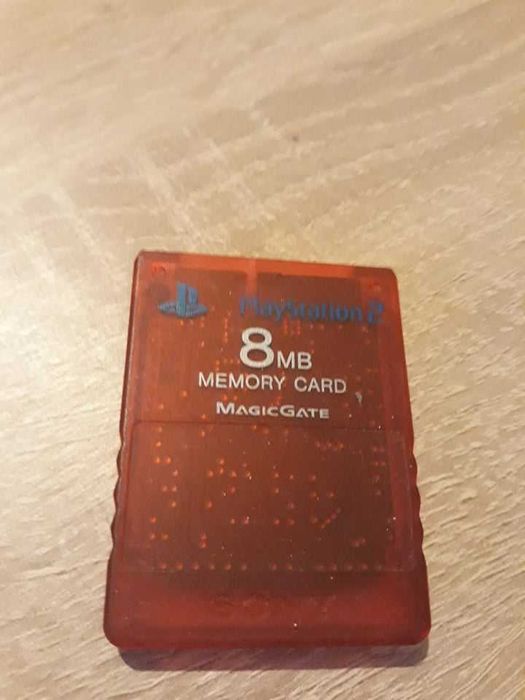 PlayStation 2
8MB
MEMORY CARD
MAGICGATE